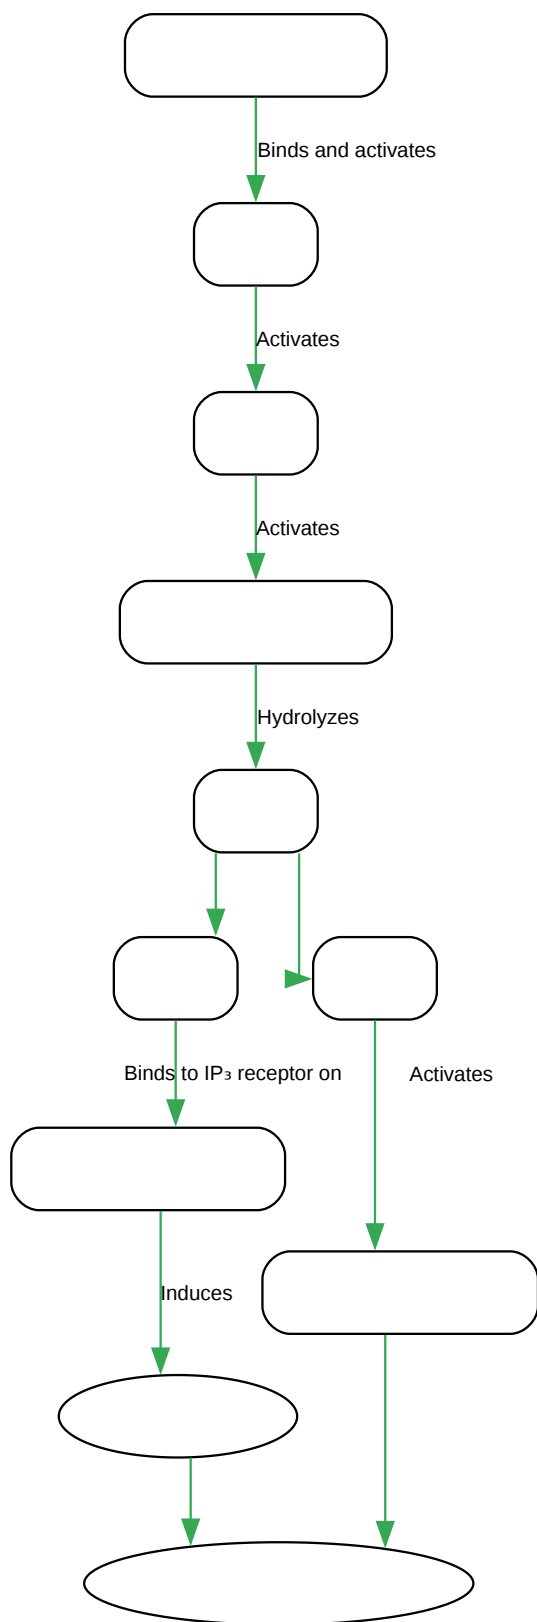 Binds and activates
Activates
Activates
Hydrolyzes
Binds to IP₃ receptor on
Activates
Induces